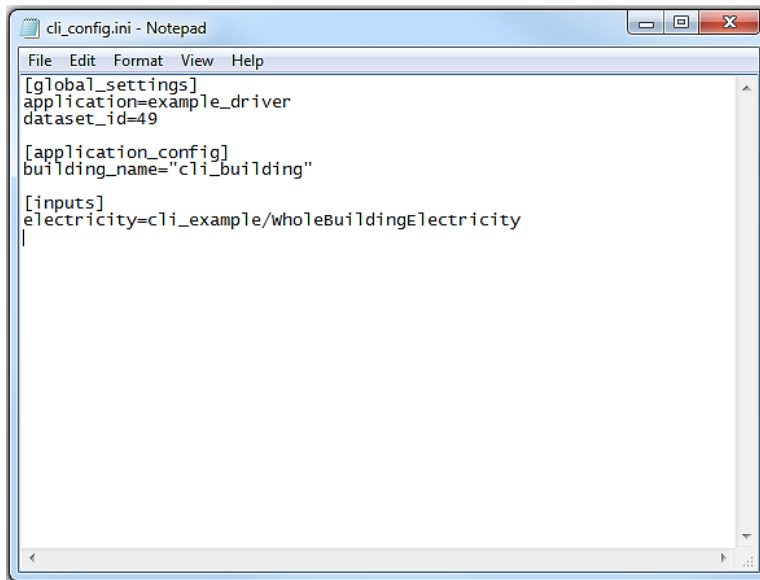 cli_config.ini - Notepad
File Edit Format View Help
[global_settings]
application=example_driver
dataset_id=49
[application_config]
building_name="cli_building"
[inputs]
electricity=cli_example/WholeBuildingElectricity